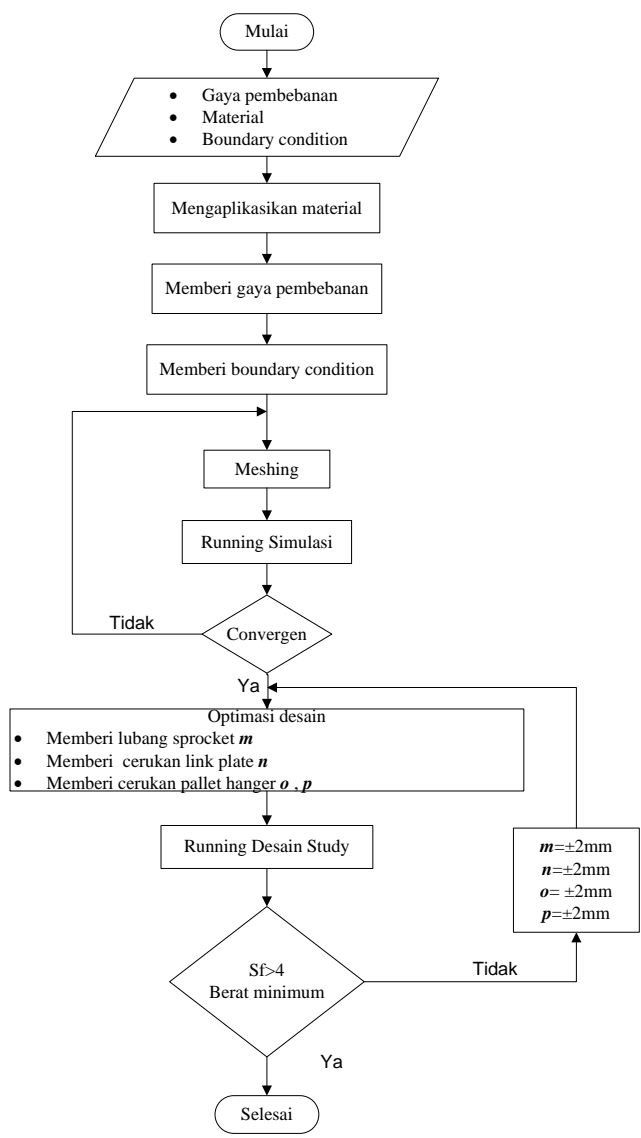 Mulai
• Gaya pembebanan
• Material
• Boundary condition
Mengaplikasikan material
Memberi gaya pembebanan
Memberi boundary condition
Meshing
Running Simulasi
Tidak
Convergen
Ya
Optimasi desain
• Memberi lubang sprocket m
• Memberi cerukan link plate n
• Memberi cerukan pallet hanger o , p
Running Desain Study
m=±2mm
n=±2mm
o= ±2mm
p=±2mm
Sf>4
Berat minimum
Tidak
Ya
Selesai